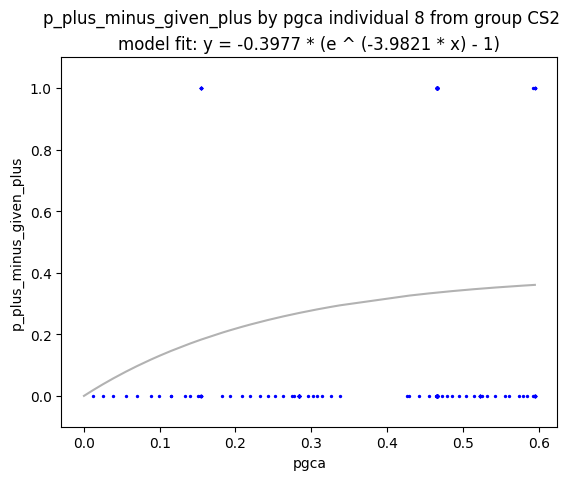 p_plus_minus_given_plus by pgca individual 8 from group CS2
model fit: y = -0.3977 * (e ^ (-3.9821 * x) - 1)
p_plus_minus_given_plus
1.0
0.8
0.6
0.4
0.2
0.0
0.0 0.1 0.2 0.3 0.4 0.5 0.6
pgca